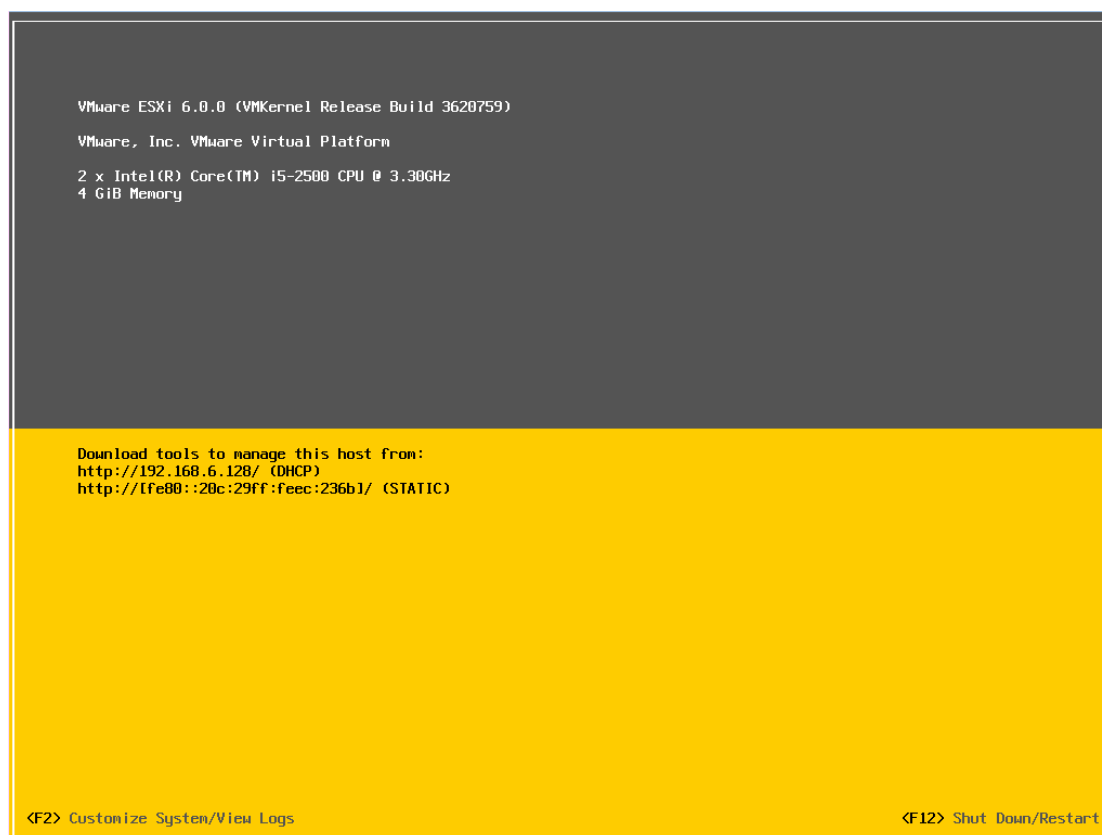 VMware ESXi 6.0.0 (VMKernel Release Build 3620759)
VMware, Inc. VMware Virtual Platform
2 x Intel(R) Core(TM) i5-2500 CPU @ 3.30GHz
4 GiB Memory
Download tools to manage this host from:
http://192.168.6.128/ (DHCP)
http://[fe80::20c:29ff:feec:236b]/ (STATIC)
<F2> Customize System/View Logs
<F12> Shut Down/Restart